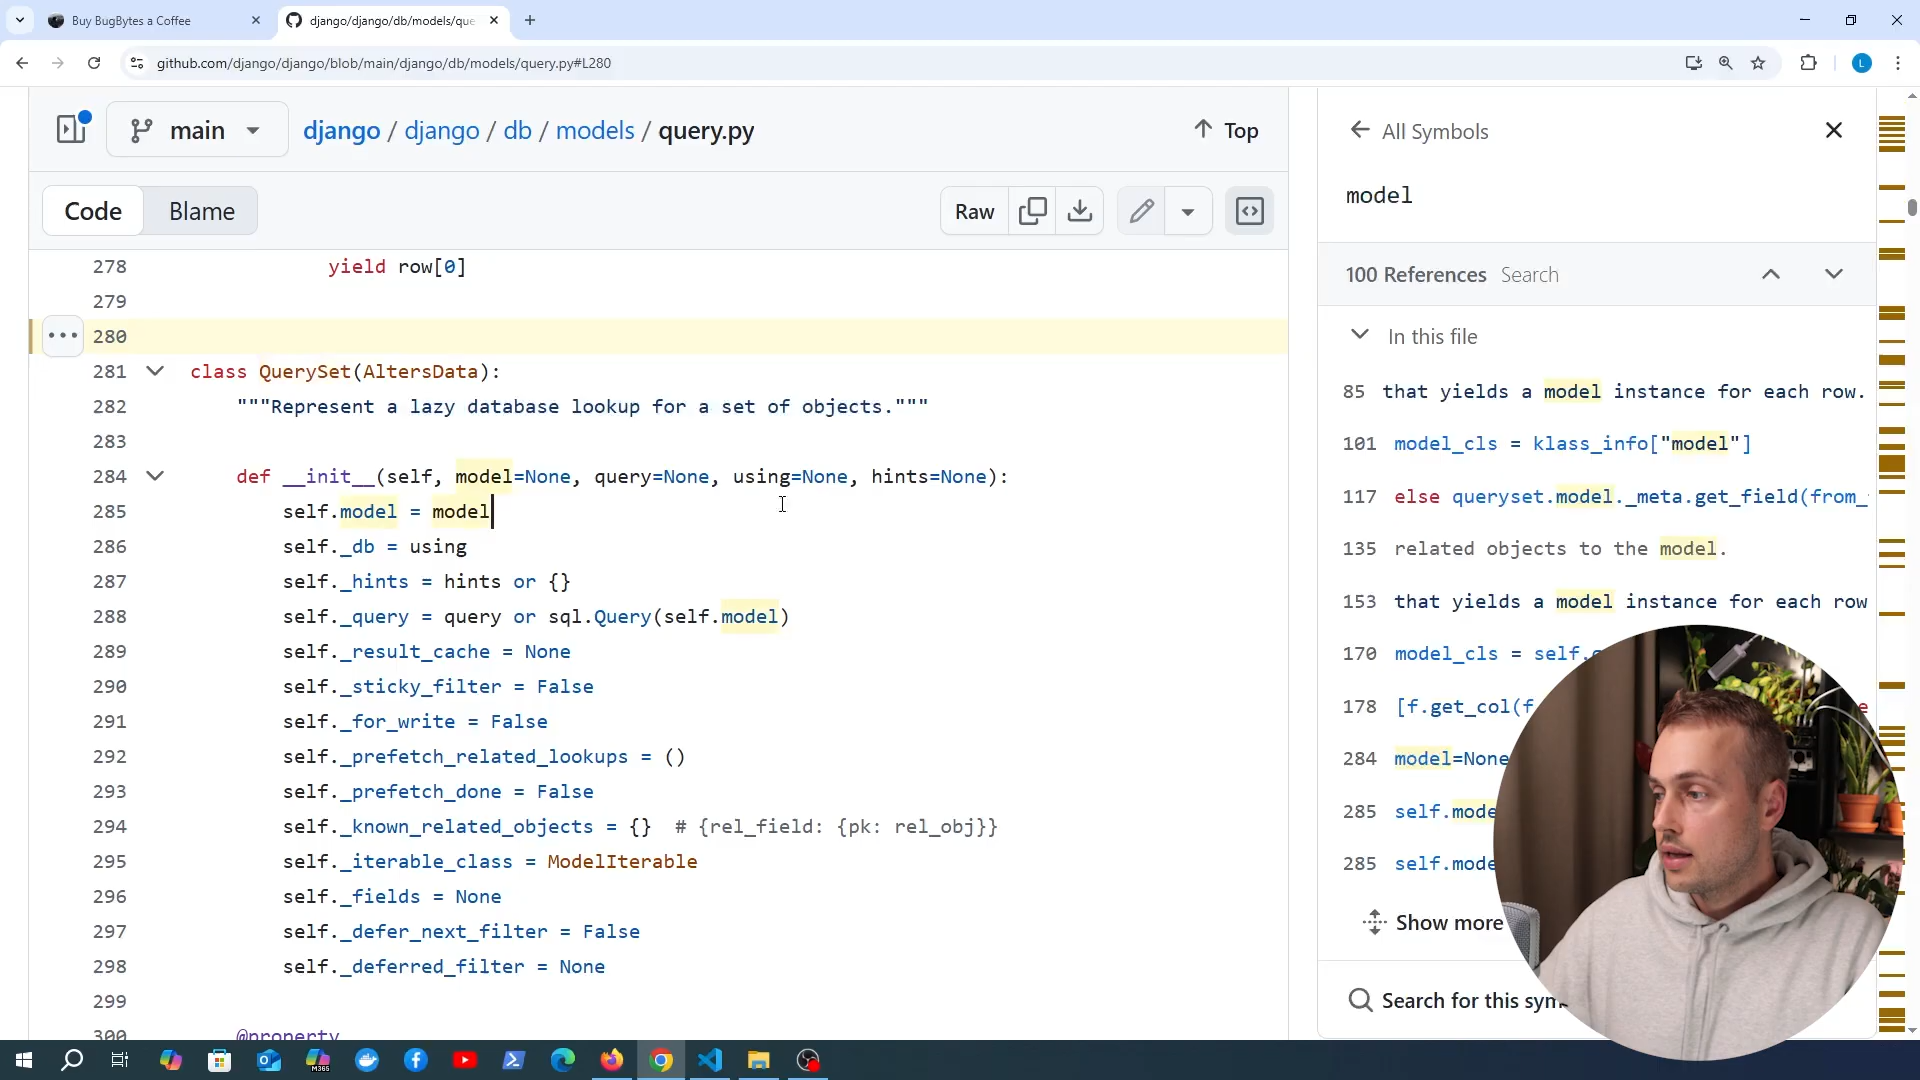 Buy BugBytes a Coffee
django/django/db/models/que
github.com/django/django/blob/main/django/db/models/query.py#L280
L
main
django / django / db / models / query.py
Top
Code
Blame
Raw
278 yield row[0]
279
280
281 class QuerySet(AltersData):
282 """Represent a lazy database lookup for a set of objects."""
283
284 def __init__(self, model=None, query=None, using=None, hints=None):
285 self.model = model
286 self._db = using
287 self._hints = hints or {}
288 self._query = query or sql.Query(self.model)
289 self._result_cache = None
290 self._sticky_filter = False
291 self._for_write = False
292 self._prefetch_related_lookups = ()
293 self._prefetch_done = False
294 self._known_related_objects = {}  # {rel_field: {pk: rel_obj}}
295 self._iterable_class = ModelIterable
296 self._fields = None
297 self._defer_next_filter = False
298 self._deferred_filter = None
299
300 @property
All Symbols
model
100 References Search
In this file
85 that yields a model instance for each row.
101 model_cls = klass_info["model"]
117 else queryset.model._meta.get_field(from_
135 related objects to the model.
153 that yields a model instance for each row
170 model_cls = self.
178 [f.get_col(f.
284 model=None
285 self.mode
285 self.mode
Show more
Search for this sym
M365